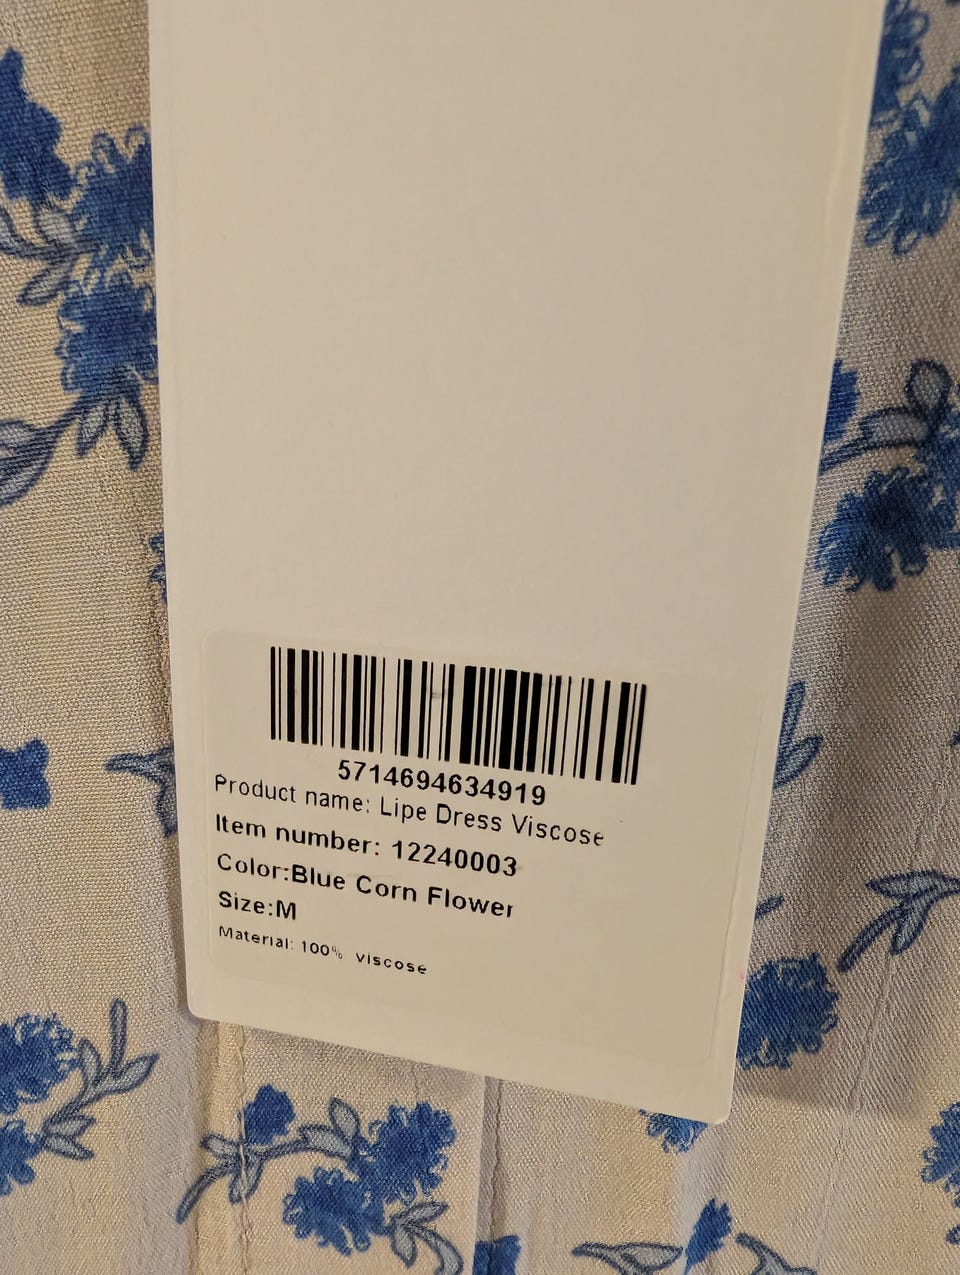 5714694634919
Product name: Lipe Dress Viscose
Item number: 12240003
Color:Blue Corn Flower
Size:M
Material: 100% viscose